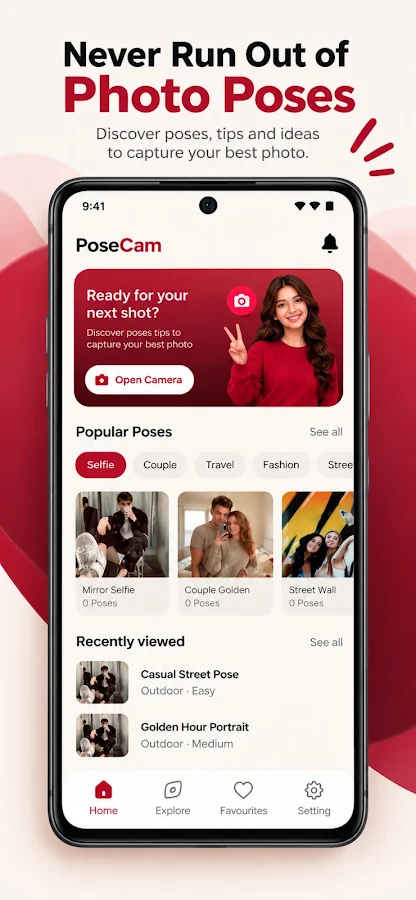 Never Run Out of
Photo Poses
Discover poses, tips and ideas
to capture your best photo.
9:41
PoseCam
Ready for your
next shot?
Discover poses tips to
capture your best photo
Open Camera
Popular Poses
See all
Selfie
Couple
Travel
Fashion
Stree
Mirror Selfie
0 Poses
Couple Golden
0 Poses
Street Wall
0 Poses
Recently viewed
See all
Casual Street Pose
Outdoor · Easy
Golden Hour Portrait
Outdoor · Medium
Home
Explore
Favourites
Setting